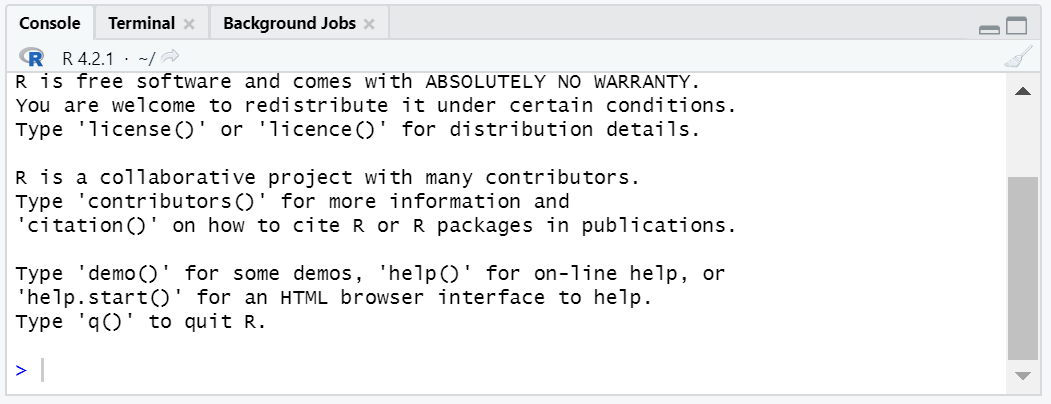 Console Terminal Background Jobs
R R 4.2.1 · ~/
R is free software and comes with ABSOLUTELY NO WARRANTY.
You are welcome to redistribute it under certain conditions.
Type 'license()' or 'licence()' for distribution details.
R is a collaborative project with many contributors.
Type 'contributors()' for more information and
'citation()' on how to cite R or R packages in publications.
Type 'demo()' for some demos, 'help()' for on-line help, or
'help.start()' for an HTML browser interface to help.
Type 'q()' to quit R.
>